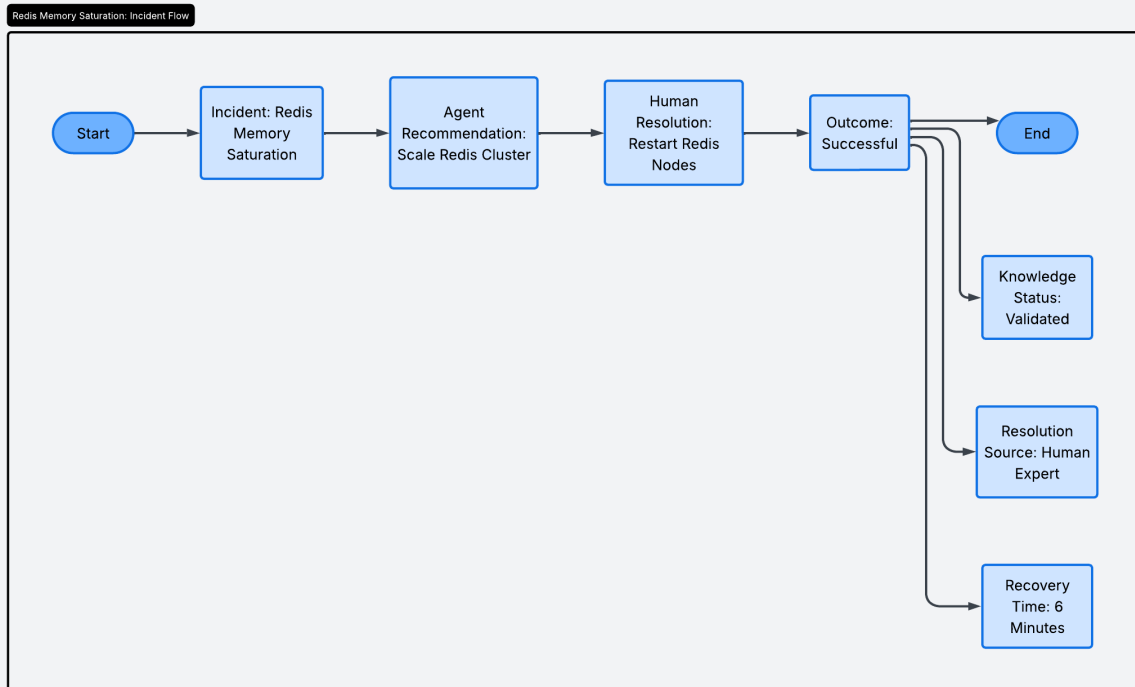 Redis Memory Saturation: Incident Flow
Start
Incident: Redis
Memory
Saturation
Agent
Recommendation:
Scale Redis Cluster
Human
Resolution:
Restart Redis
Nodes
Outcome:
Successful
End
Knowledge
Status:
Validated
Resolution
Source: Human
Expert
Recovery
Time: 6
Minutes